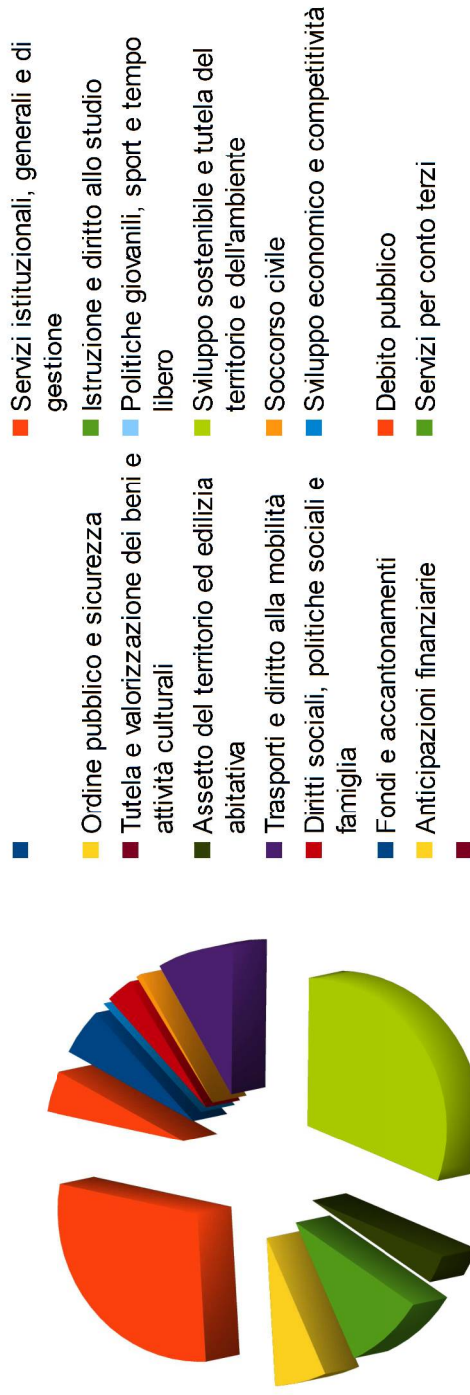 Servizi istituzionali, generali e di
gestione
Ordine pubblico e sicurezza
Istruzione e diritto allo studio
Tutela e valorizzazione dei beni e
attività culturali
Politiche giovanili, sport e tempo
libero
Assetto del territorio ed edilizia
abitativa
Sviluppo sostenibile e tutela del
territorio e dell'ambiente
Trasporti e diritto alla mobilità
Soccorso civile
Diritti sociali, politiche sociali e
famiglia
Sviluppo economico e competitività
Fondi e accantonamenti
Debito pubblico
Anticipazioni finanziarie
Servizi per conto terzi